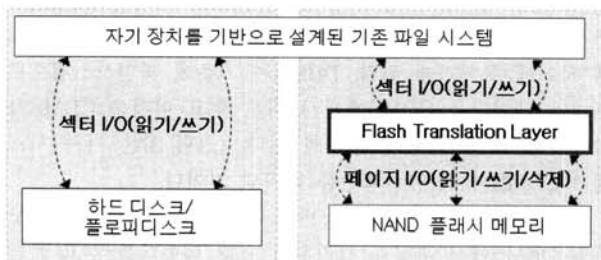 자기 장치를 기반으로 설계된 기존 파일 시스템
섹터 I/O(읽기/쓰기)
섹터 I/O(읽기/쓰기)
Flash Translation Layer
페이지 I/O(읽기/쓰기/삭제)
하드 디스크/
플로피디스크
NAND 플래시 메모리